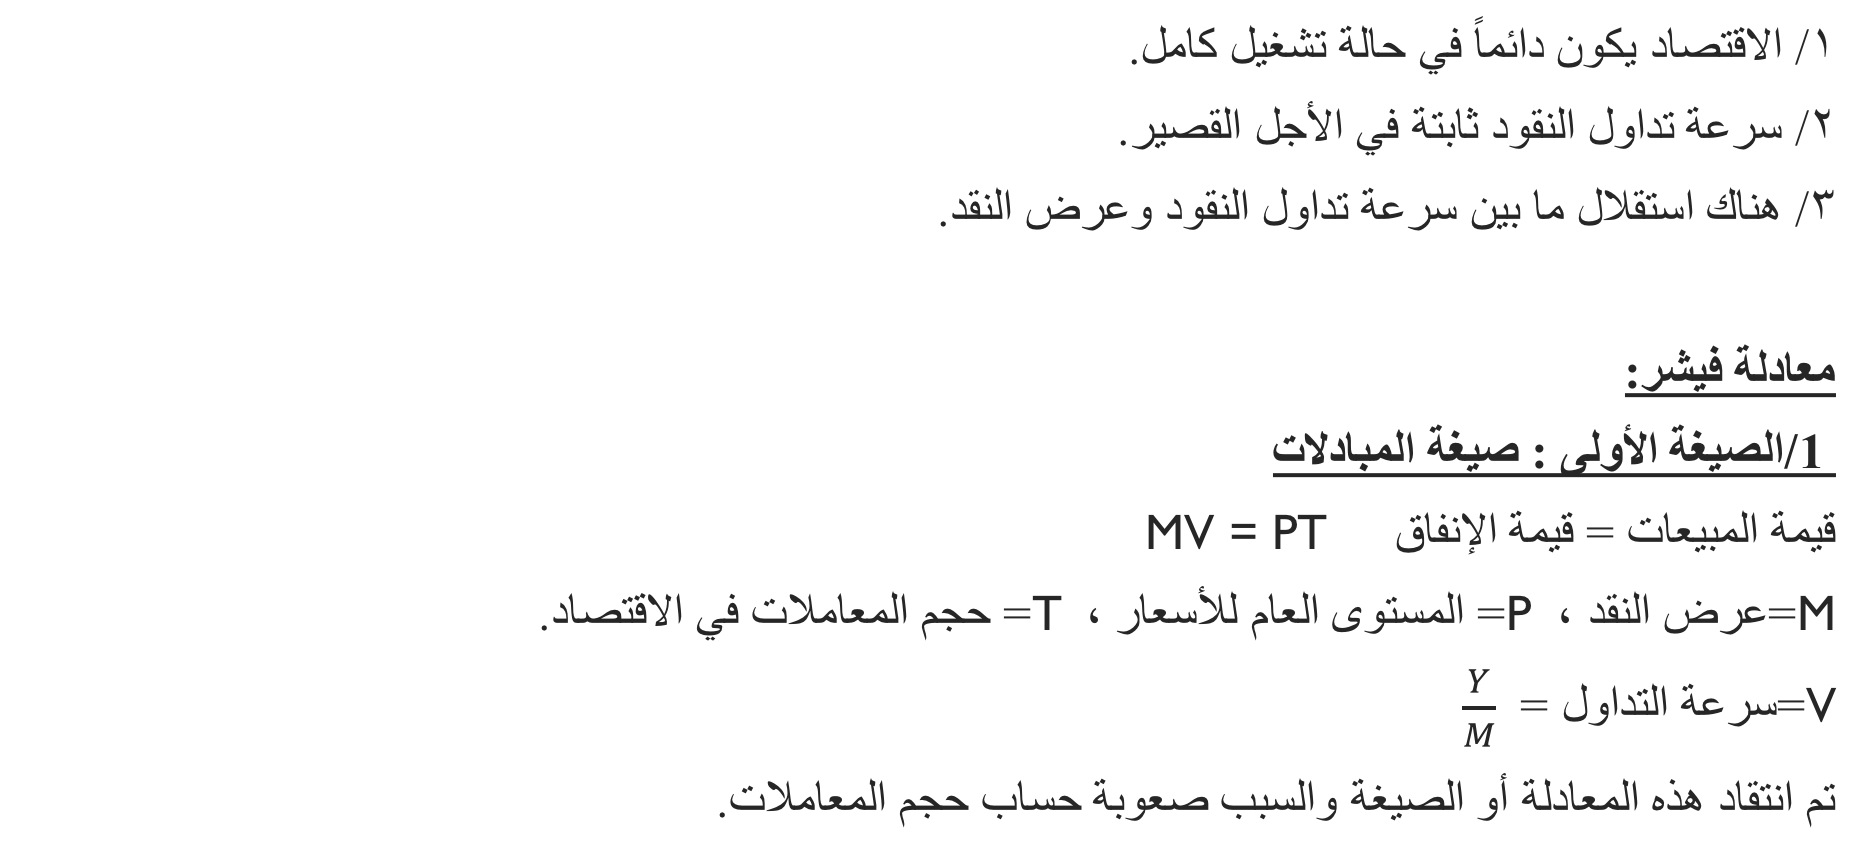 ١/ الاقتصاد يكون دائماً في حالة تشغيل كامل.
٢/ سرعة تداول النقود ثابتة في الأجل القصير.
٣/ هناك استقلال ما بين سرعة تداول النقود وعرض النقد.
معادلة فيشر:
1/الصيغة الأولى : صيغة المبادلات
قيمة المبيعات = قيمة الإنفاق MV = PT
M=عرض النقد ، P= المستوى العام للأسعار ، T= حجم المعاملات في الاقتصاد.
V=سرعة التداول = Y/M
تم انتقاد هذه المعادلة أو الصيغة والسبب صعوبة حساب حجم المعاملات.